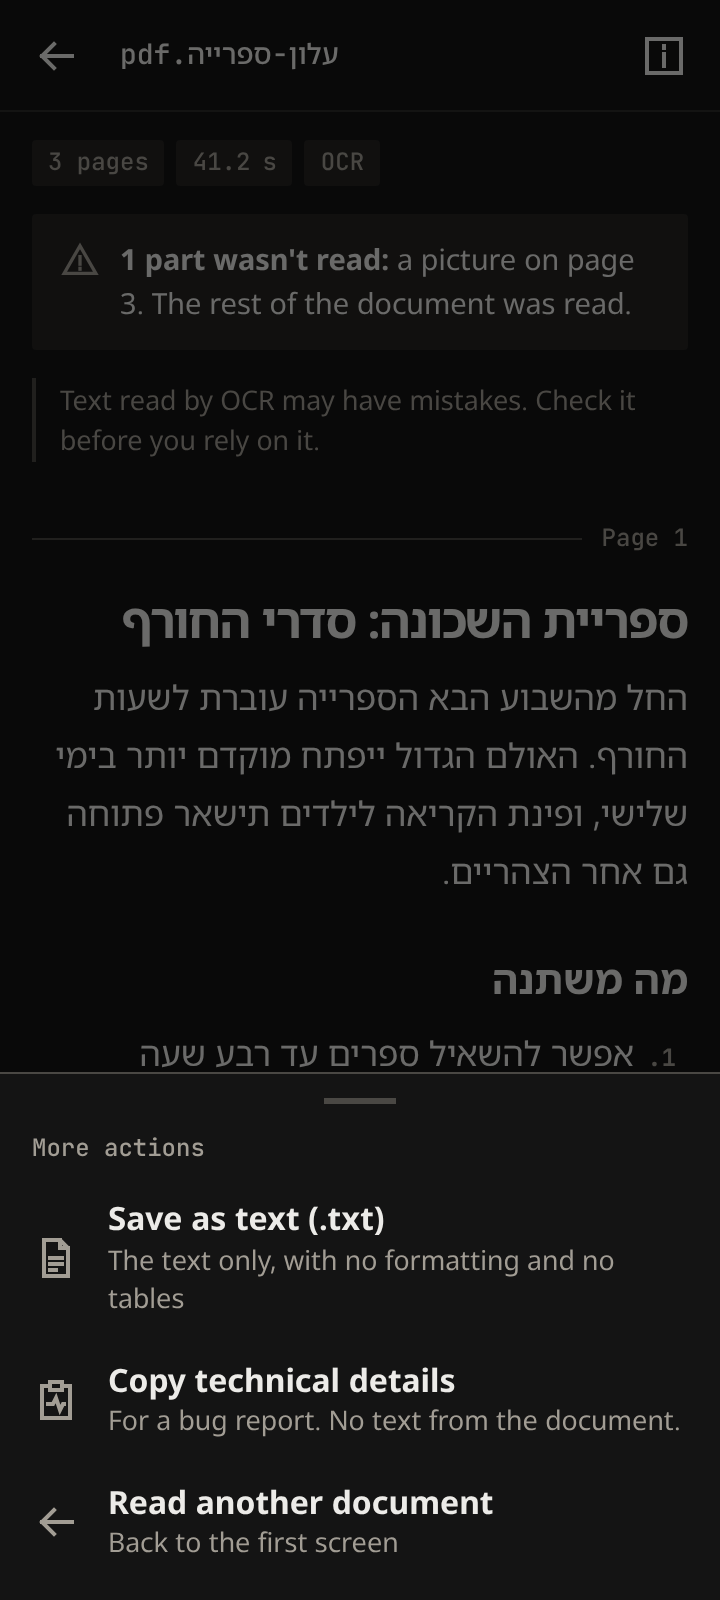 עלון-ספרייה.pdf
3 pages
41.2 s
OCR
1 part wasn't read: a picture on page
3. The rest of the document was read.
Text read by OCR may have mistakes. Check it
before you rely on it.
Page 1
ספריית השכונה: סדרי החורף
החל מהשבוע הבא הספרייה עוברת לשעות
החורף. האולם הגדול ייפתח מוקדם יותר בימי
שלישי, ופינת הקריאה לילדים תישאר פתוחה
גם אחר הצהריים.
מה משתנה
1. אפשר להשאיל ספרים עד רבע שעה
More actions
Save as text (.txt)
The text only, with no formatting and no
tables
Copy technical details
For a bug report. No text from the document.
Read another document
Back to the first screen